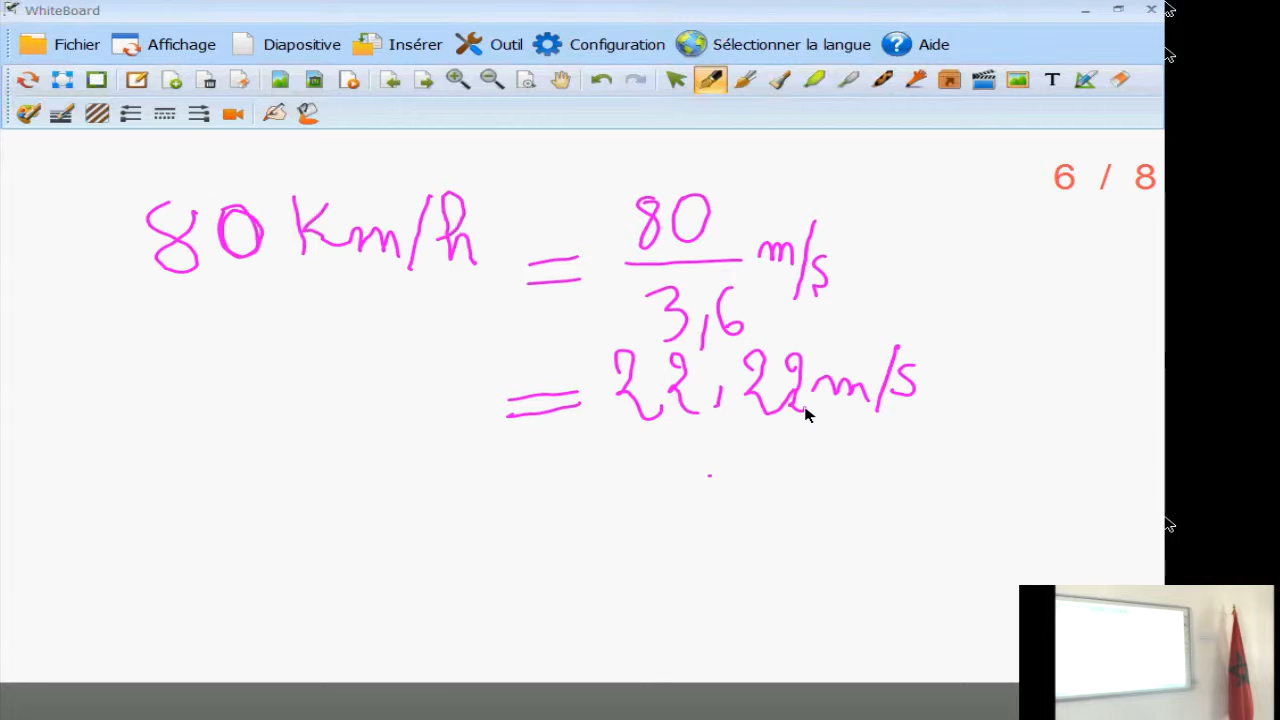 WhiteBoard
Fichier Affichage Diapositive Insérer Outil Configuration Sélectionner la langue Aide
T
6 / 8
80 Km/h = 80/3,6 m/s
= 22,22 m/s